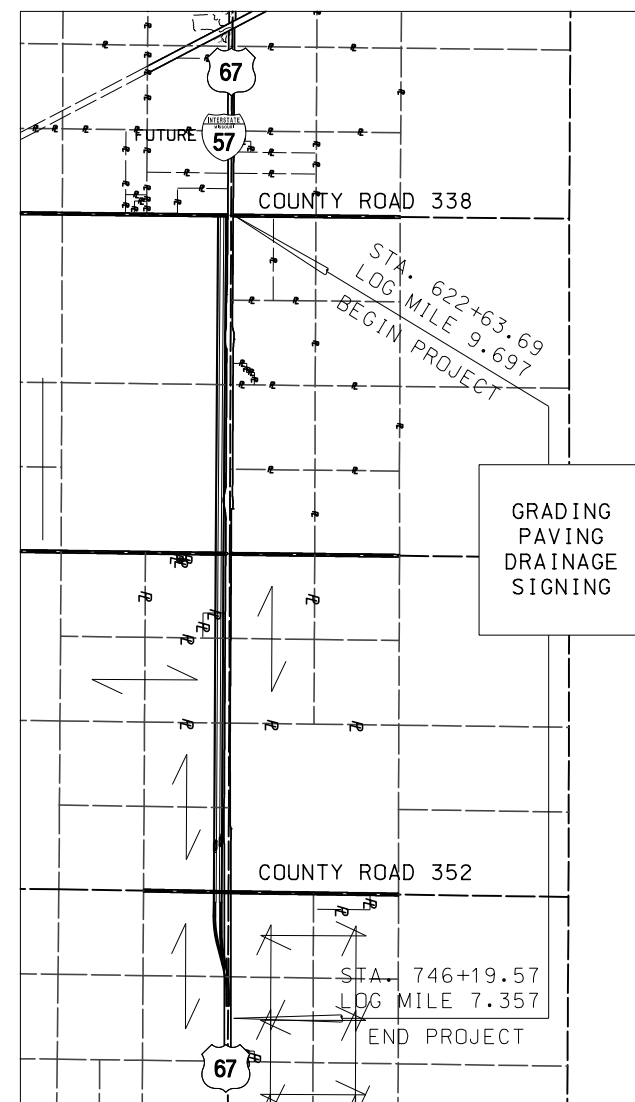 67
FUTURE
INTERSTATE
MISSOURI
57
COUNTY ROAD 338
STA. 622+63.69
LOG MILE 9.697
BEGIN PROJECT
GRADING
PAVING
DRAINAGE
SIGNING
COUNTY ROAD 352
STA. 746+19.57
LOG MILE 7.357
END PROJECT
67